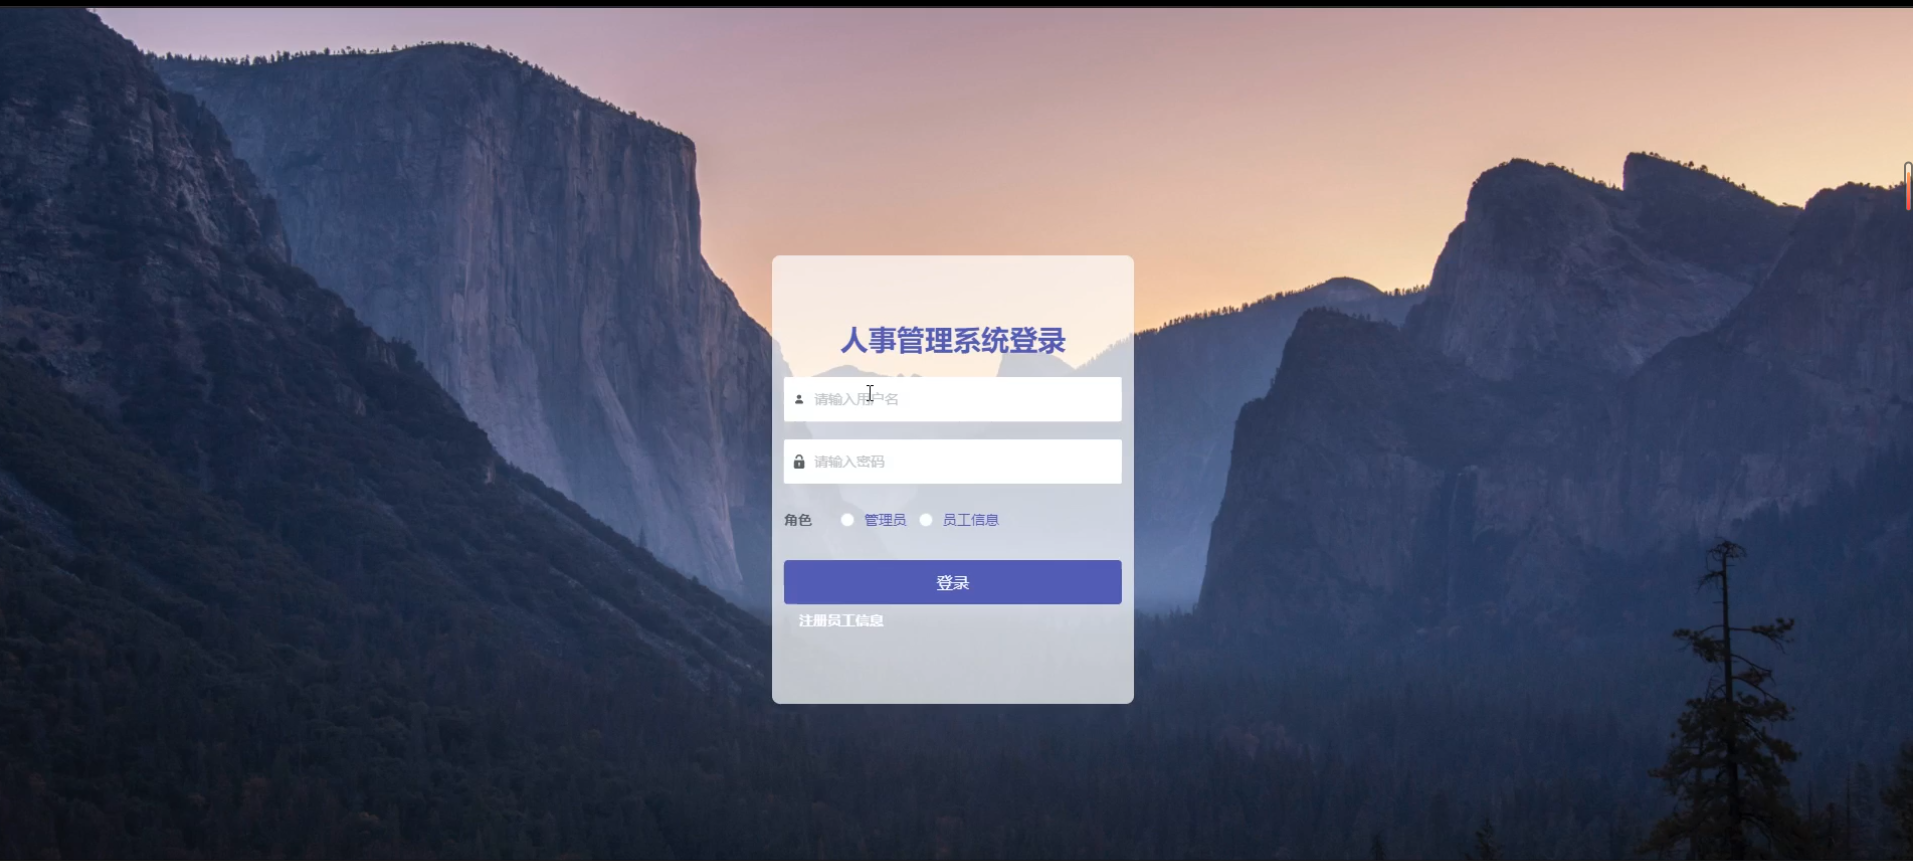 人事管理系统登录
请输入用户名
请输入密码
角色 管理员 员工信息
登录
注册员工信息